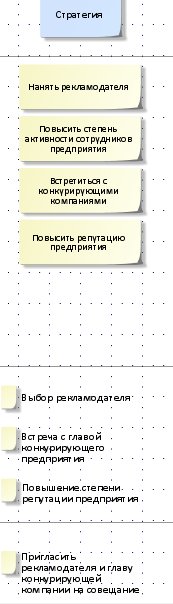 Стратегия
Нанять рекламодателя
Повысить степень
активности сотрудников
предприятия
Встретиться с
конкурирующими
компаниями
Повысить репутацию
предприятия
Выбор рекламодателя
Встреча с главой
конкурирующего
предприятия
Повышение степени
репутации предприятия
Пригласить
рекламодателя и главу
конкурирующей
компании на совещание